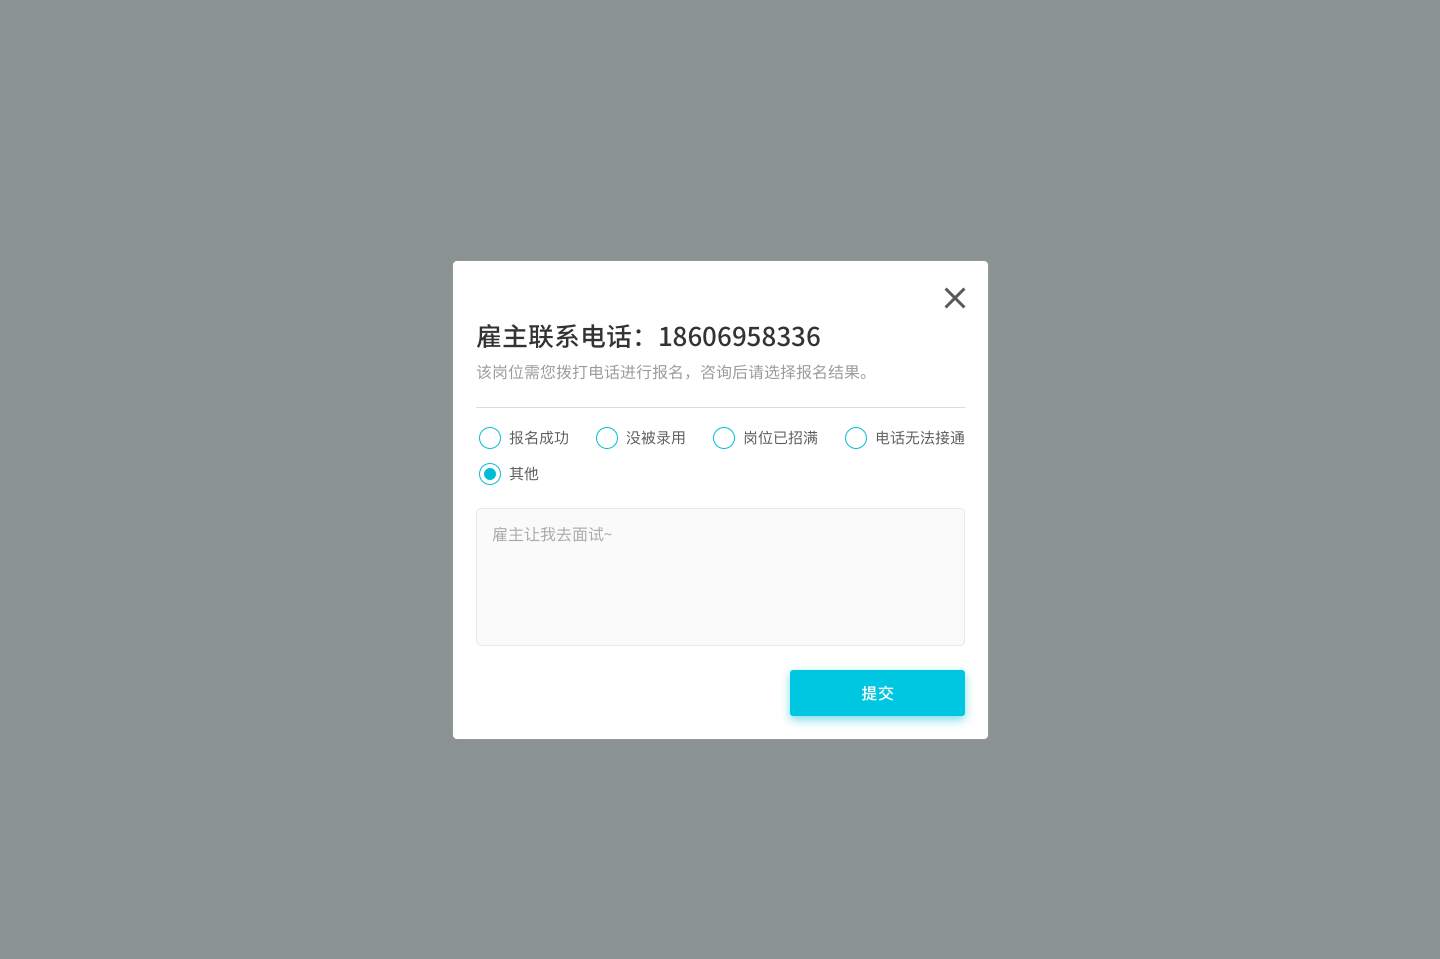 雇主联系电话：18606958336
该岗位需您拨打电话进行报名，咨询后请选择报名结果。
报名成功 没被录用 岗位已招满 电话无法接通
其他
雇主让我去面试~
提交